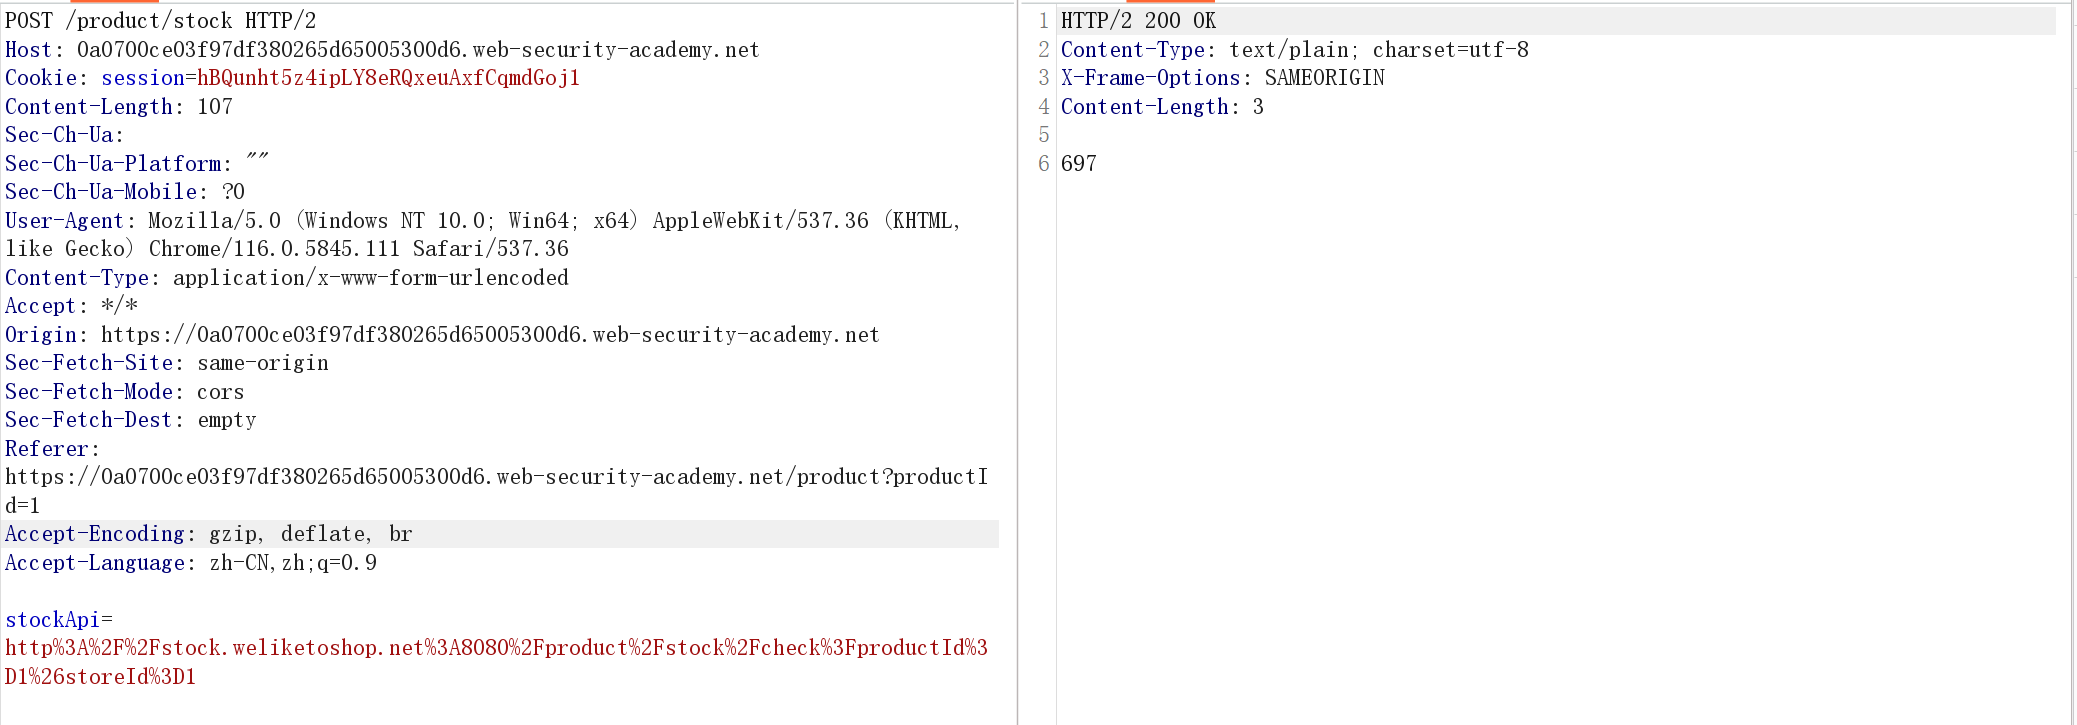 POST /product/stock HTTP/2
Host: 0a0700ce03f97df380265d65005300d6.web-security-academy.net
Cookie: session=hBQunht5z4ipLY8eRQxeuAxfCqmdGoj1
Content-Length: 107
Sec-Ch-Ua:
Sec-Ch-Ua-Platform: ""
Sec-Ch-Ua-Mobile: ?0
User-Agent: Mozilla/5.0 (Windows NT 10.0; Win64; x64) AppleWebKit/537.36 (KHTML,
like Gecko) Chrome/116.0.5845.111 Safari/537.36
Content-Type: application/x-www-form-urlencoded
Accept: */*
Origin: https://0a0700ce03f97df380265d65005300d6.web-security-academy.net
Sec-Fetch-Site: same-origin
Sec-Fetch-Mode: cors
Sec-Fetch-Dest: empty
Referer:
https://0a0700ce03f97df380265d65005300d6.web-security-academy.net/product?productI
d=1
Accept-Encoding: gzip, deflate, br
Accept-Language: zh-CN,zh;q=0.9

stockApi=
http%3A%2F%2Fstock.weliketoshop.net%3A8080%2Fproduct%2Fstock%2Fcheck%3FproductId%3
D1%26storeId%3D1
1 HTTP/2 200 OK
2 Content-Type: text/plain; charset=utf-8
3 X-Frame-Options: SAMEORIGIN
4 Content-Length: 3
5
6 697